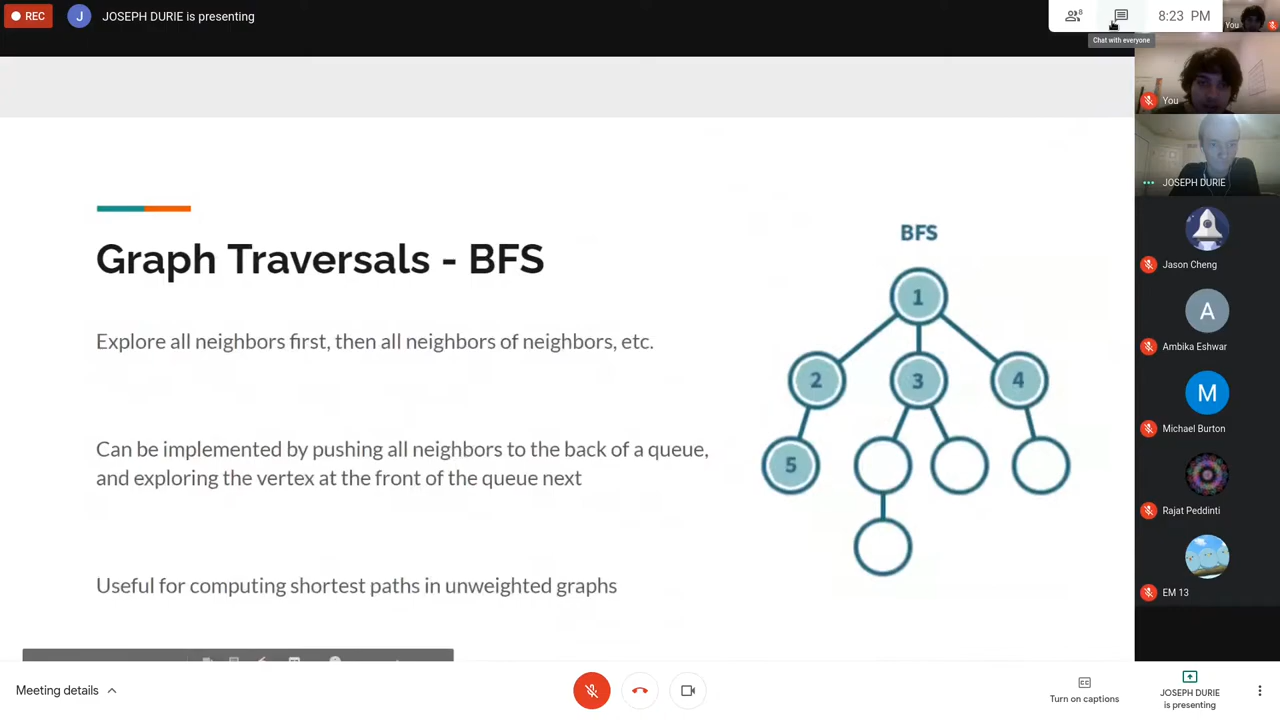 REC
J
JOSEPH DURIE is presenting
8
8:23 PM
You
Chat with everyone
You
JOSEPH DURIE
Jason Cheng
A
Ambika Eshwar
M
Michael Burton
Rajat Peddinti
EM 13
Graph Traversals - BFS
Explore all neighbors first, then all neighbors of neighbors, etc.
Can be implemented by pushing all neighbors to the back of a queue,
and exploring the vertex at the front of the queue next
Useful for computing shortest paths in unweighted graphs
BFS
1
2 3 4
5
Meeting details
CC
Turn on captions
JOSEPH DURIE
is presenting